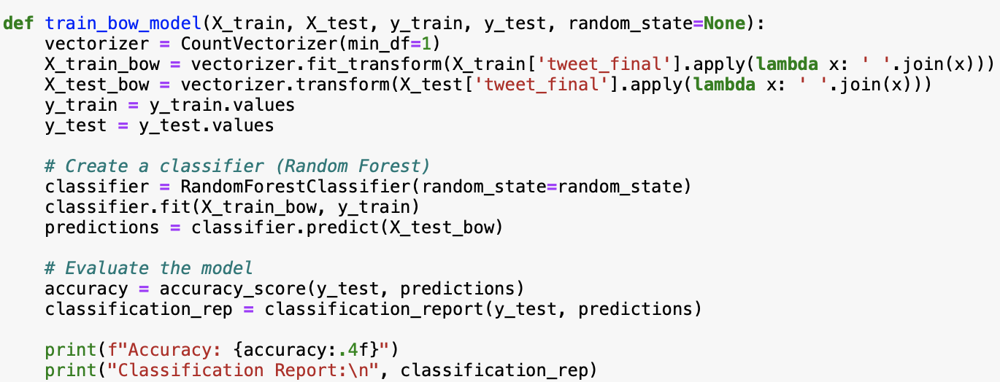 def train_bow_model(X_train, X_test, y_train, y_test, random_state=None):
    vectorizer = CountVectorizer(min_df=1)
    X_train_bow = vectorizer.fit_transform(X_train['tweet_final'].apply(lambda x: ' '.join(x)))
    X_test_bow = vectorizer.transform(X_test['tweet_final'].apply(lambda x: ' '.join(x)))
    y_train = y_train.values
    y_test = y_test.values

    # Create a classifier (Random Forest)
    classifier = RandomForestClassifier(random_state=random_state)
    classifier.fit(X_train_bow, y_train)
    predictions = classifier.predict(X_test_bow)

    # Evaluate the model
    accuracy = accuracy_score(y_test, predictions)
    classification_rep = classification_report(y_test, predictions)

    print(f"Accuracy: {accuracy:.4f}")
    print("Classification Report:\n", classification_rep)